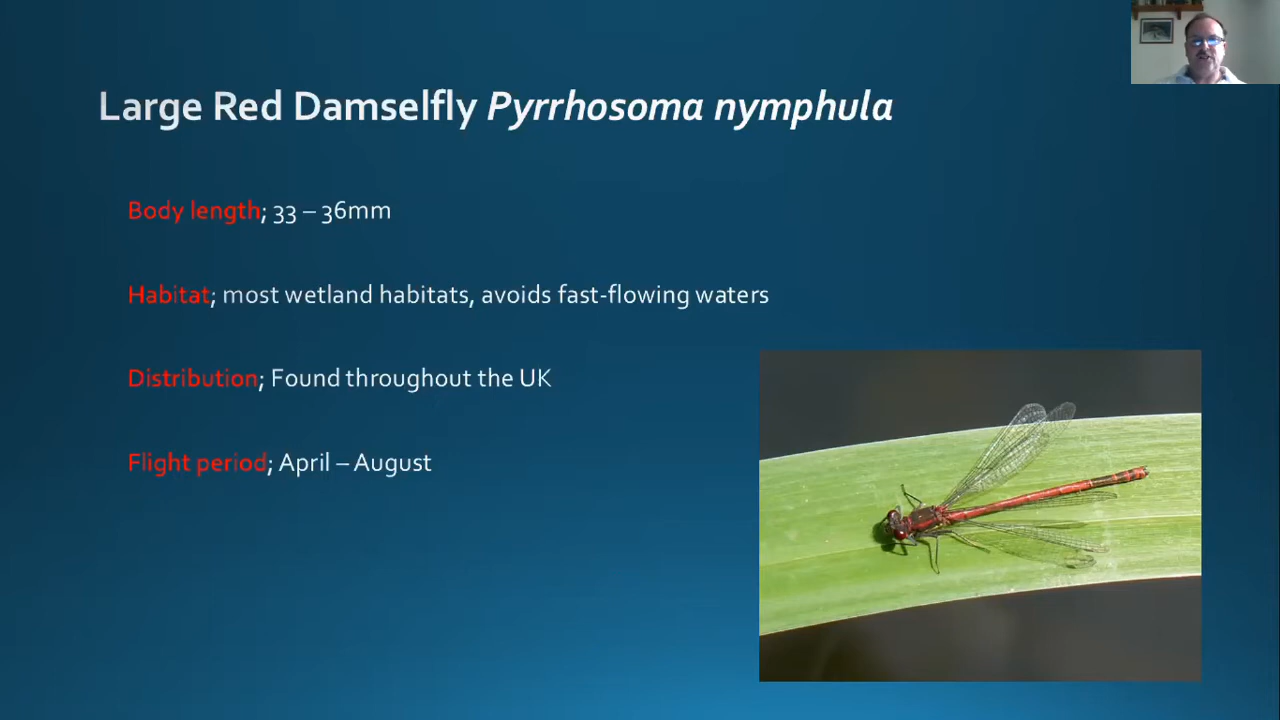 Large Red Damselfly Pyrrhosoma nymphula
Body length; 33 – 36mm
Habitat; most wetland habitats, avoids fast-flowing waters
Distribution; Found throughout the UK
Flight period; April – August